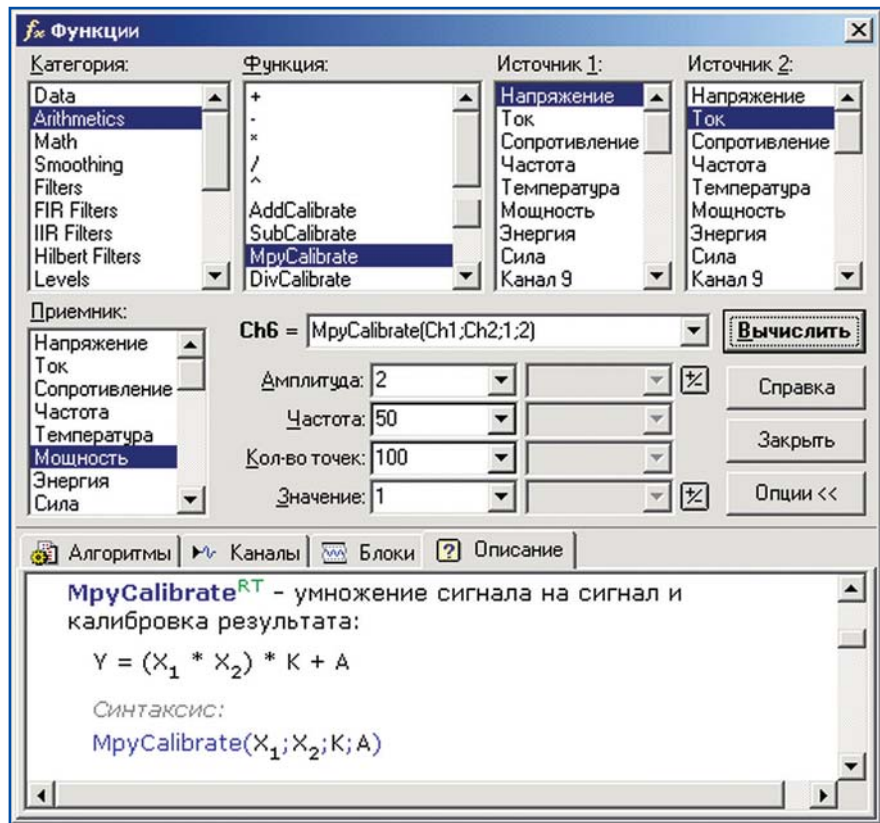 fx Функции
Категория:
Data
Arithmetics
Math
Smoothing
Filters
FIR Filters
IIR Filters
Hilbert Filters
Levels
Функция:
+
-
*
/
^
AddCalibrate
SubCalibrate
MpyCalibrate
DivCalibrate
Источник 1:
Напряжение
Ток
Сопротивление
Частота
Температура
Мощность
Энергия
Сила
Канал 9
Источник 2:
Напряжение
Ток
Сопротивление
Частота
Температура
Мощность
Энергия
Сила
Канал 9
Приемник:
Напряжение
Ток
Сопротивление
Частота
Температура
Мощность
Энергия
Сила
Ch6 = MpyCalibrate(Ch1;Ch2;1;2)
Вычислить
Амплитуда: 2
Частота: 50
Кол-во точек: 100
Значение: 1
Справка
Закрыть
Опции <<
Алгоритмы
Каналы
Блоки
Описание
MpyCalibrateRT - умножение сигнала на сигнал и
калибровка результата:
Y = (X1 * X2) * K + A
Синтаксис:
MpyCalibrate(X1;X2;K;A)